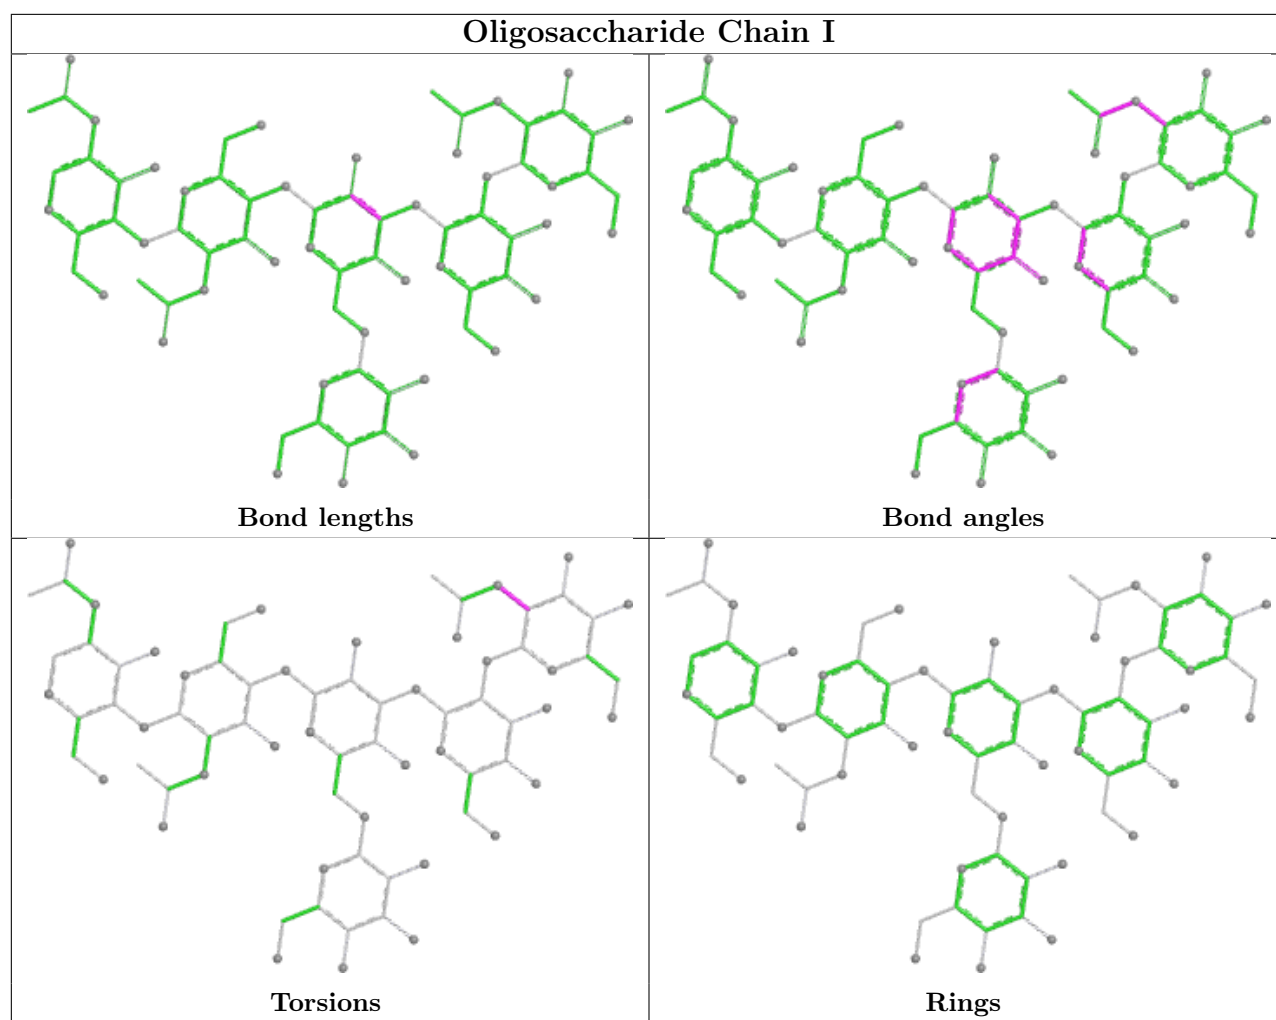 Oligosaccharide Chain I
Bond lengths
Bond angles
Torsions
Rings